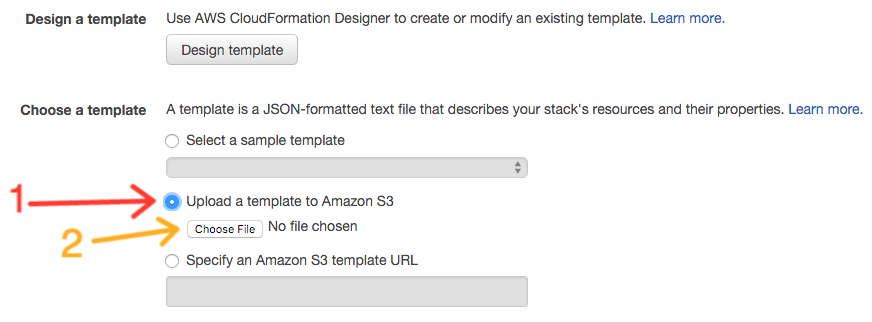 Design a template Use AWS CloudFormation Designer to create or modify an existing template. Learn more.
Design template
Choose a template A template is a JSON-formatted text file that describes your stack's resources and their properties. Learn more.
Select a sample template
1 Upload a template to Amazon S3
2 Choose File No file chosen
Specify an Amazon S3 template URL